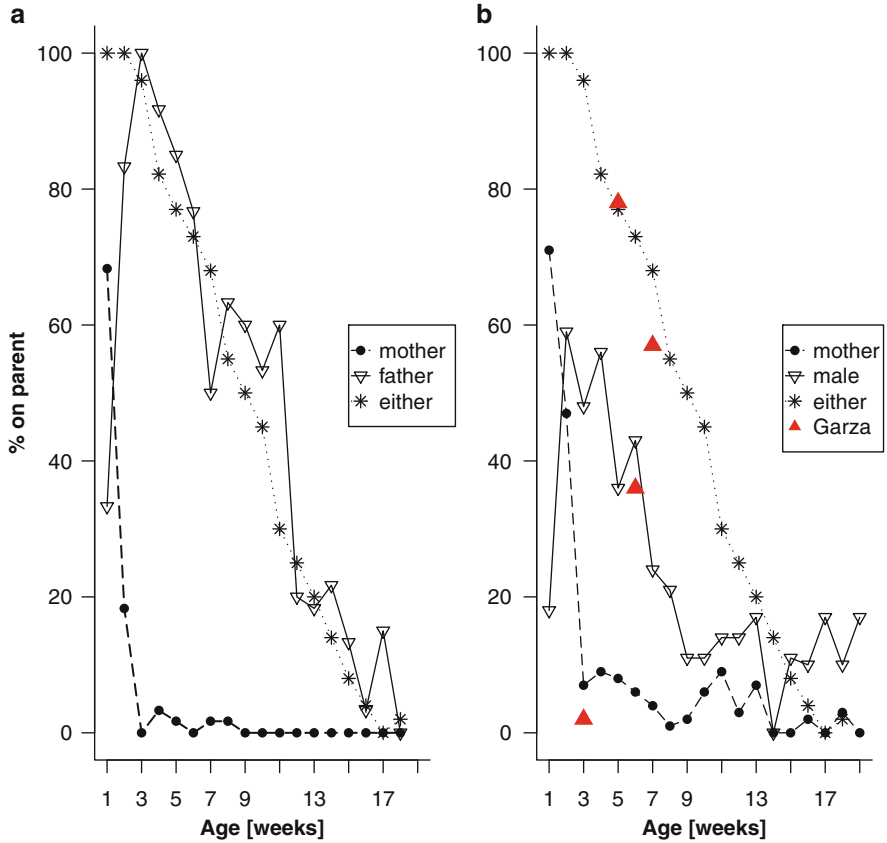 a
% on parent
100
80
60
40
20
0
mother
father
either
1 3 5 7 9 13 17
Age [weeks]
b
100
80
60
40
20
0
mother
male
either
Garza
1 3 5 7 9 13 17
Age [weeks]